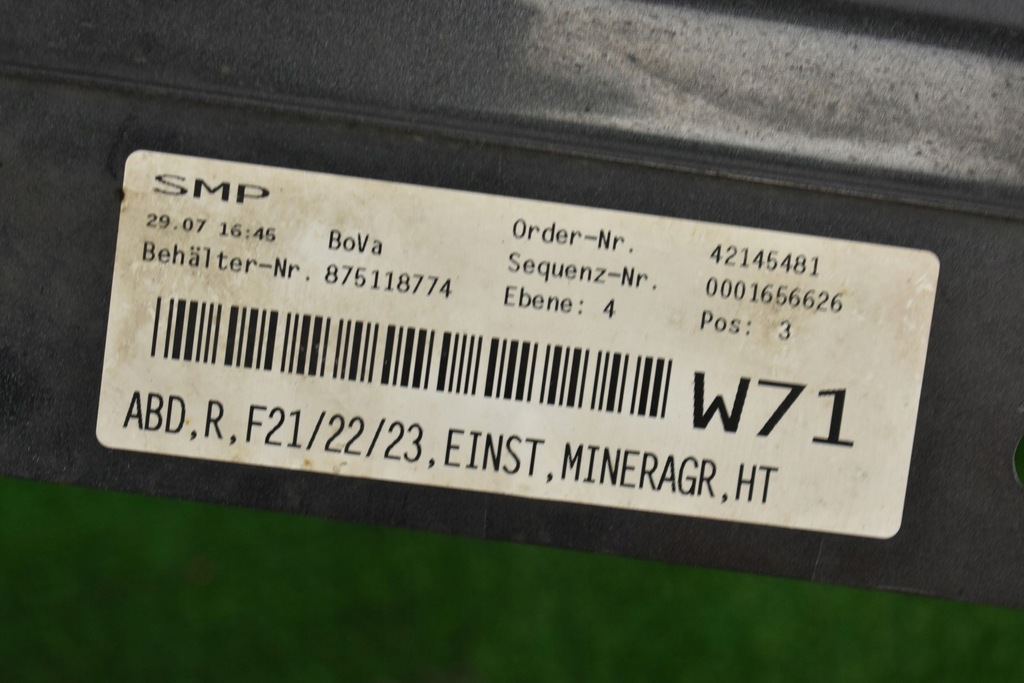 SMP
29.07 16:45 BoVa Order-Nr. 42145481
Behälter-Nr. 875118774 Sequenz-Nr. 0001656626
Ebene: 4 Pos: 3
W71
ABD,R,F21/22/23,EINST,MINERAGR,HT